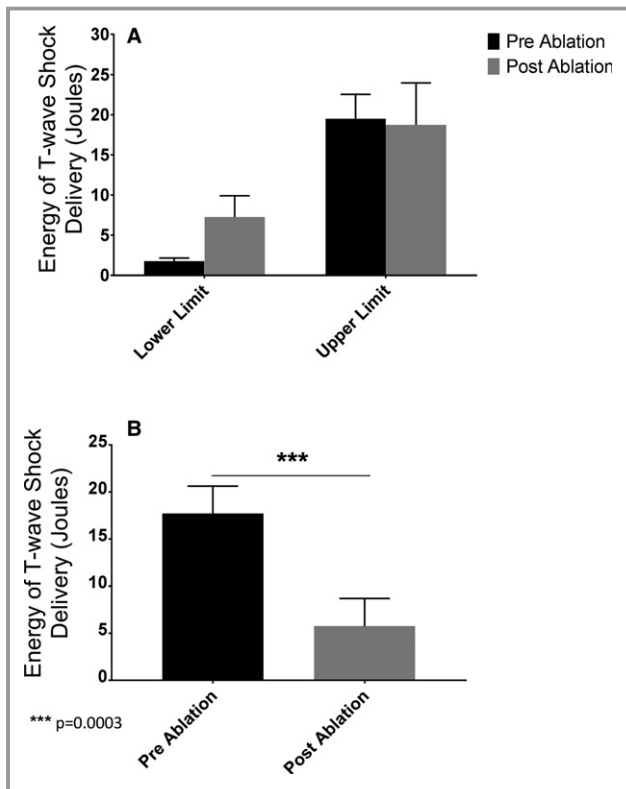 A
Pre Ablation
Post Ablation
Energy of T-wave Shock
Delivery (Joules)
30
25
20
15
10
5
0
Lower Limit
Upper Limit
B
Energy of T-wave Shock
Delivery (Joules)
25
20
15
10
5
0
***
Pre Ablation
Post Ablation
*** p=0.0003